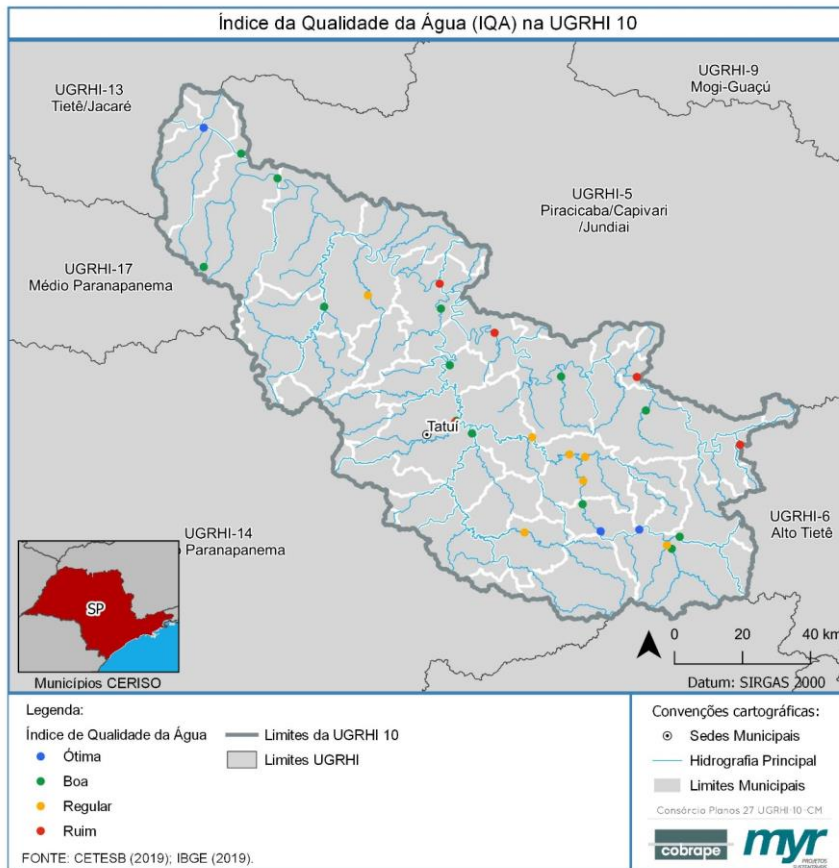 Índice da Qualidade da Água (IQA) na UGRHI 10
UGRHI-13
Tietê/Jacaré
UGRHI-9
Mogi-Guaçú
UGRHI-5
Piracicaba/Capivari
/Jundiai
UGRHI-17
Médio Paranapanema
Tatuí
UGRHI-14
Paranapanema
UGRHI-6
Alto Tietê
SP
Municípios CERISO
0 20 40 km
Datum: SIRGAS 2000
Legenda:
Índice de Qualidade da Água
Ótima
Boa
Regular
Ruim
Limites da UGRHI 10
Limites UGRHI
FONTE: CETESB (2019); IBGE (2019).
Convenções cartográficas:
Sedes Municipais
Hidrografia Principal
Limites Municipais
Consórcio Planos 27 UGRHI-10-CM
cobrape
myr
PROJETOS
SUSTENTÁVEIS